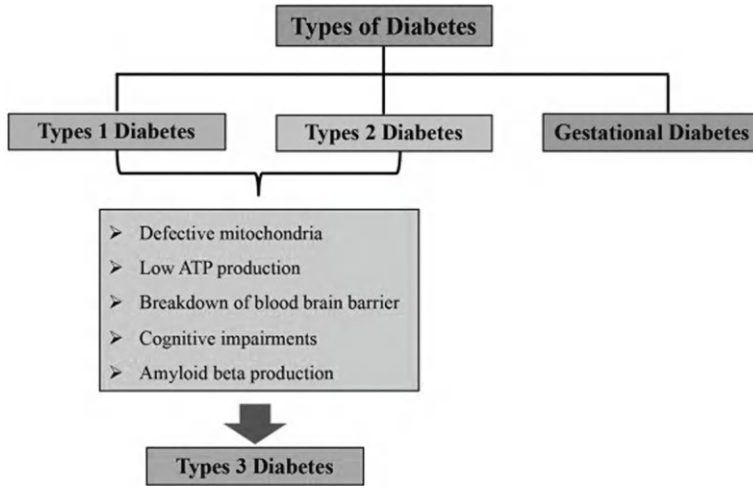 Types of Diabetes
Types 1 Diabetes
Types 2 Diabetes
Gestational Diabetes
➢ Defective mitochondria
➢ Low ATP production
➢ Breakdown of blood brain barrier
➢ Cognitive impairments
➢ Amyloid beta production
Types 3 Diabetes